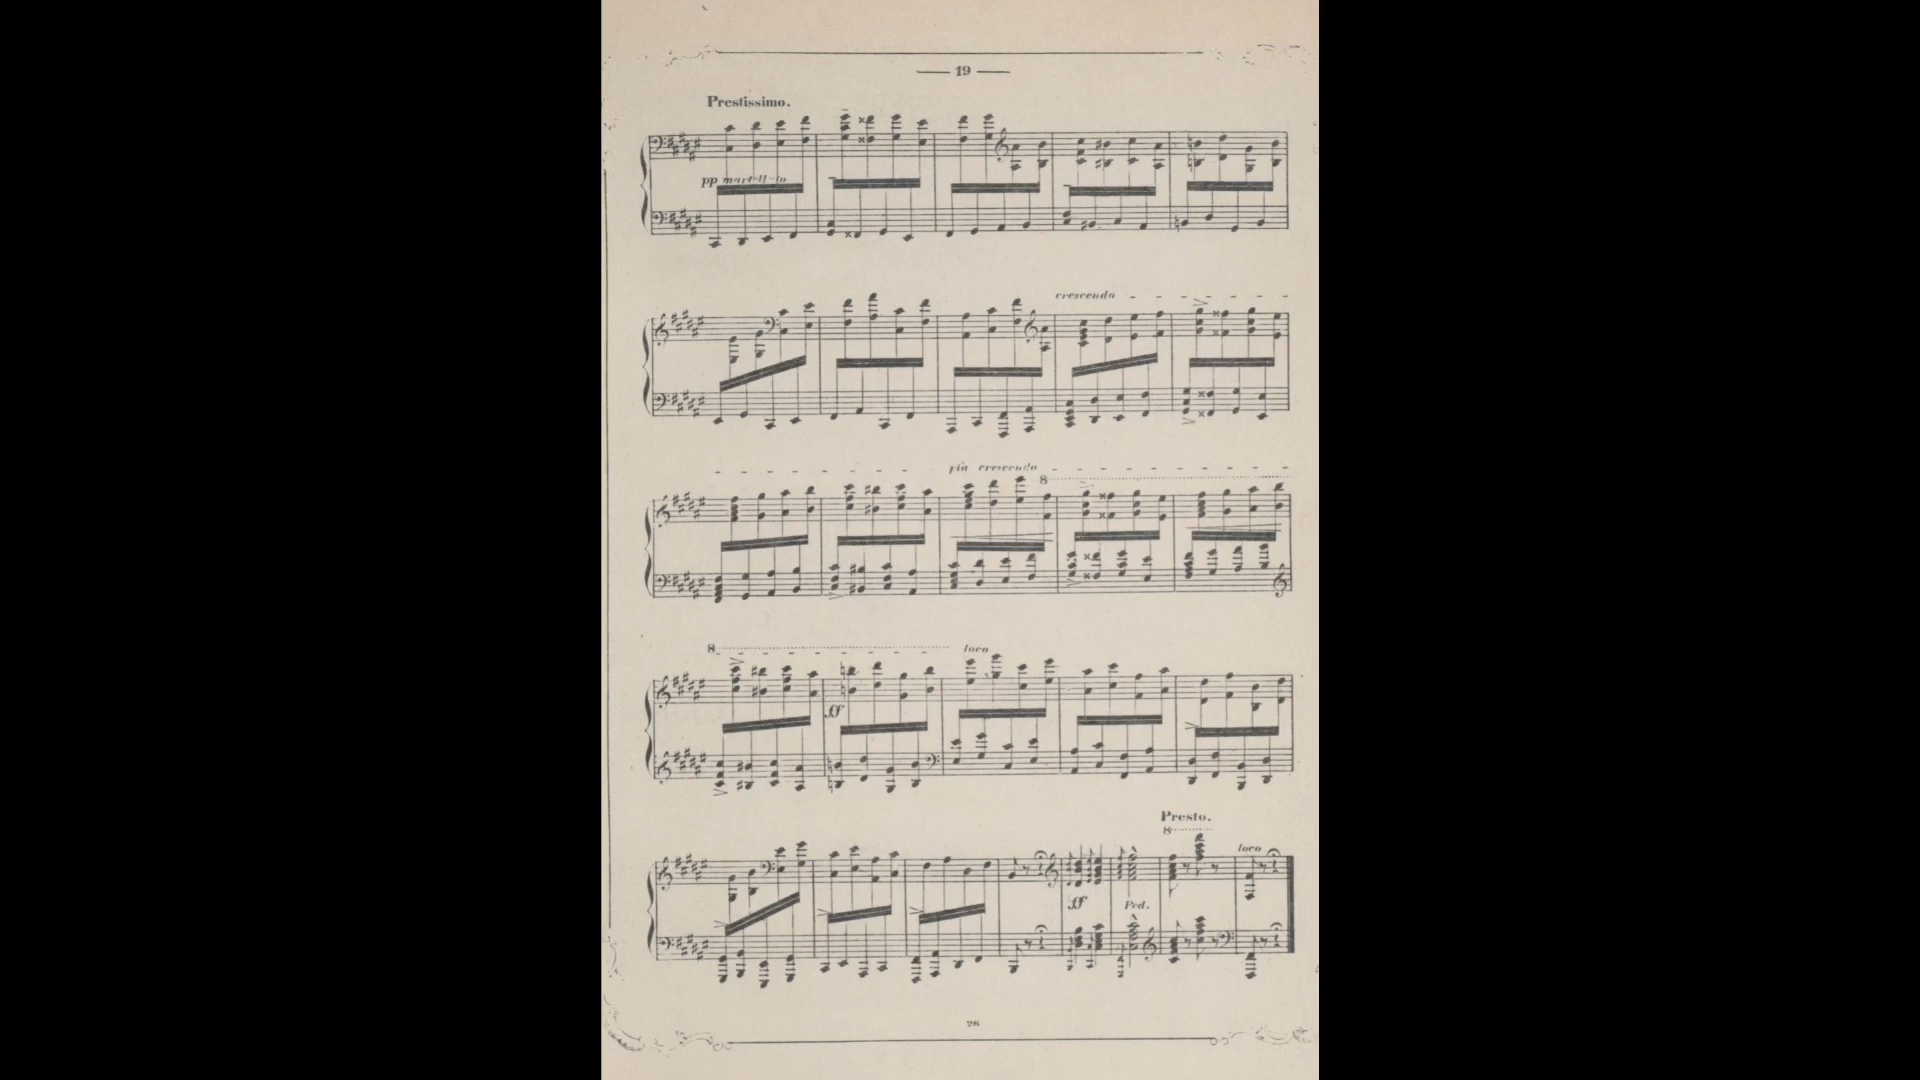 19
Prestissimo.
pp martellato
crescendo
più crescendo
8
8
loco
ff
Presto.
8
loco
ff
Ped.
26